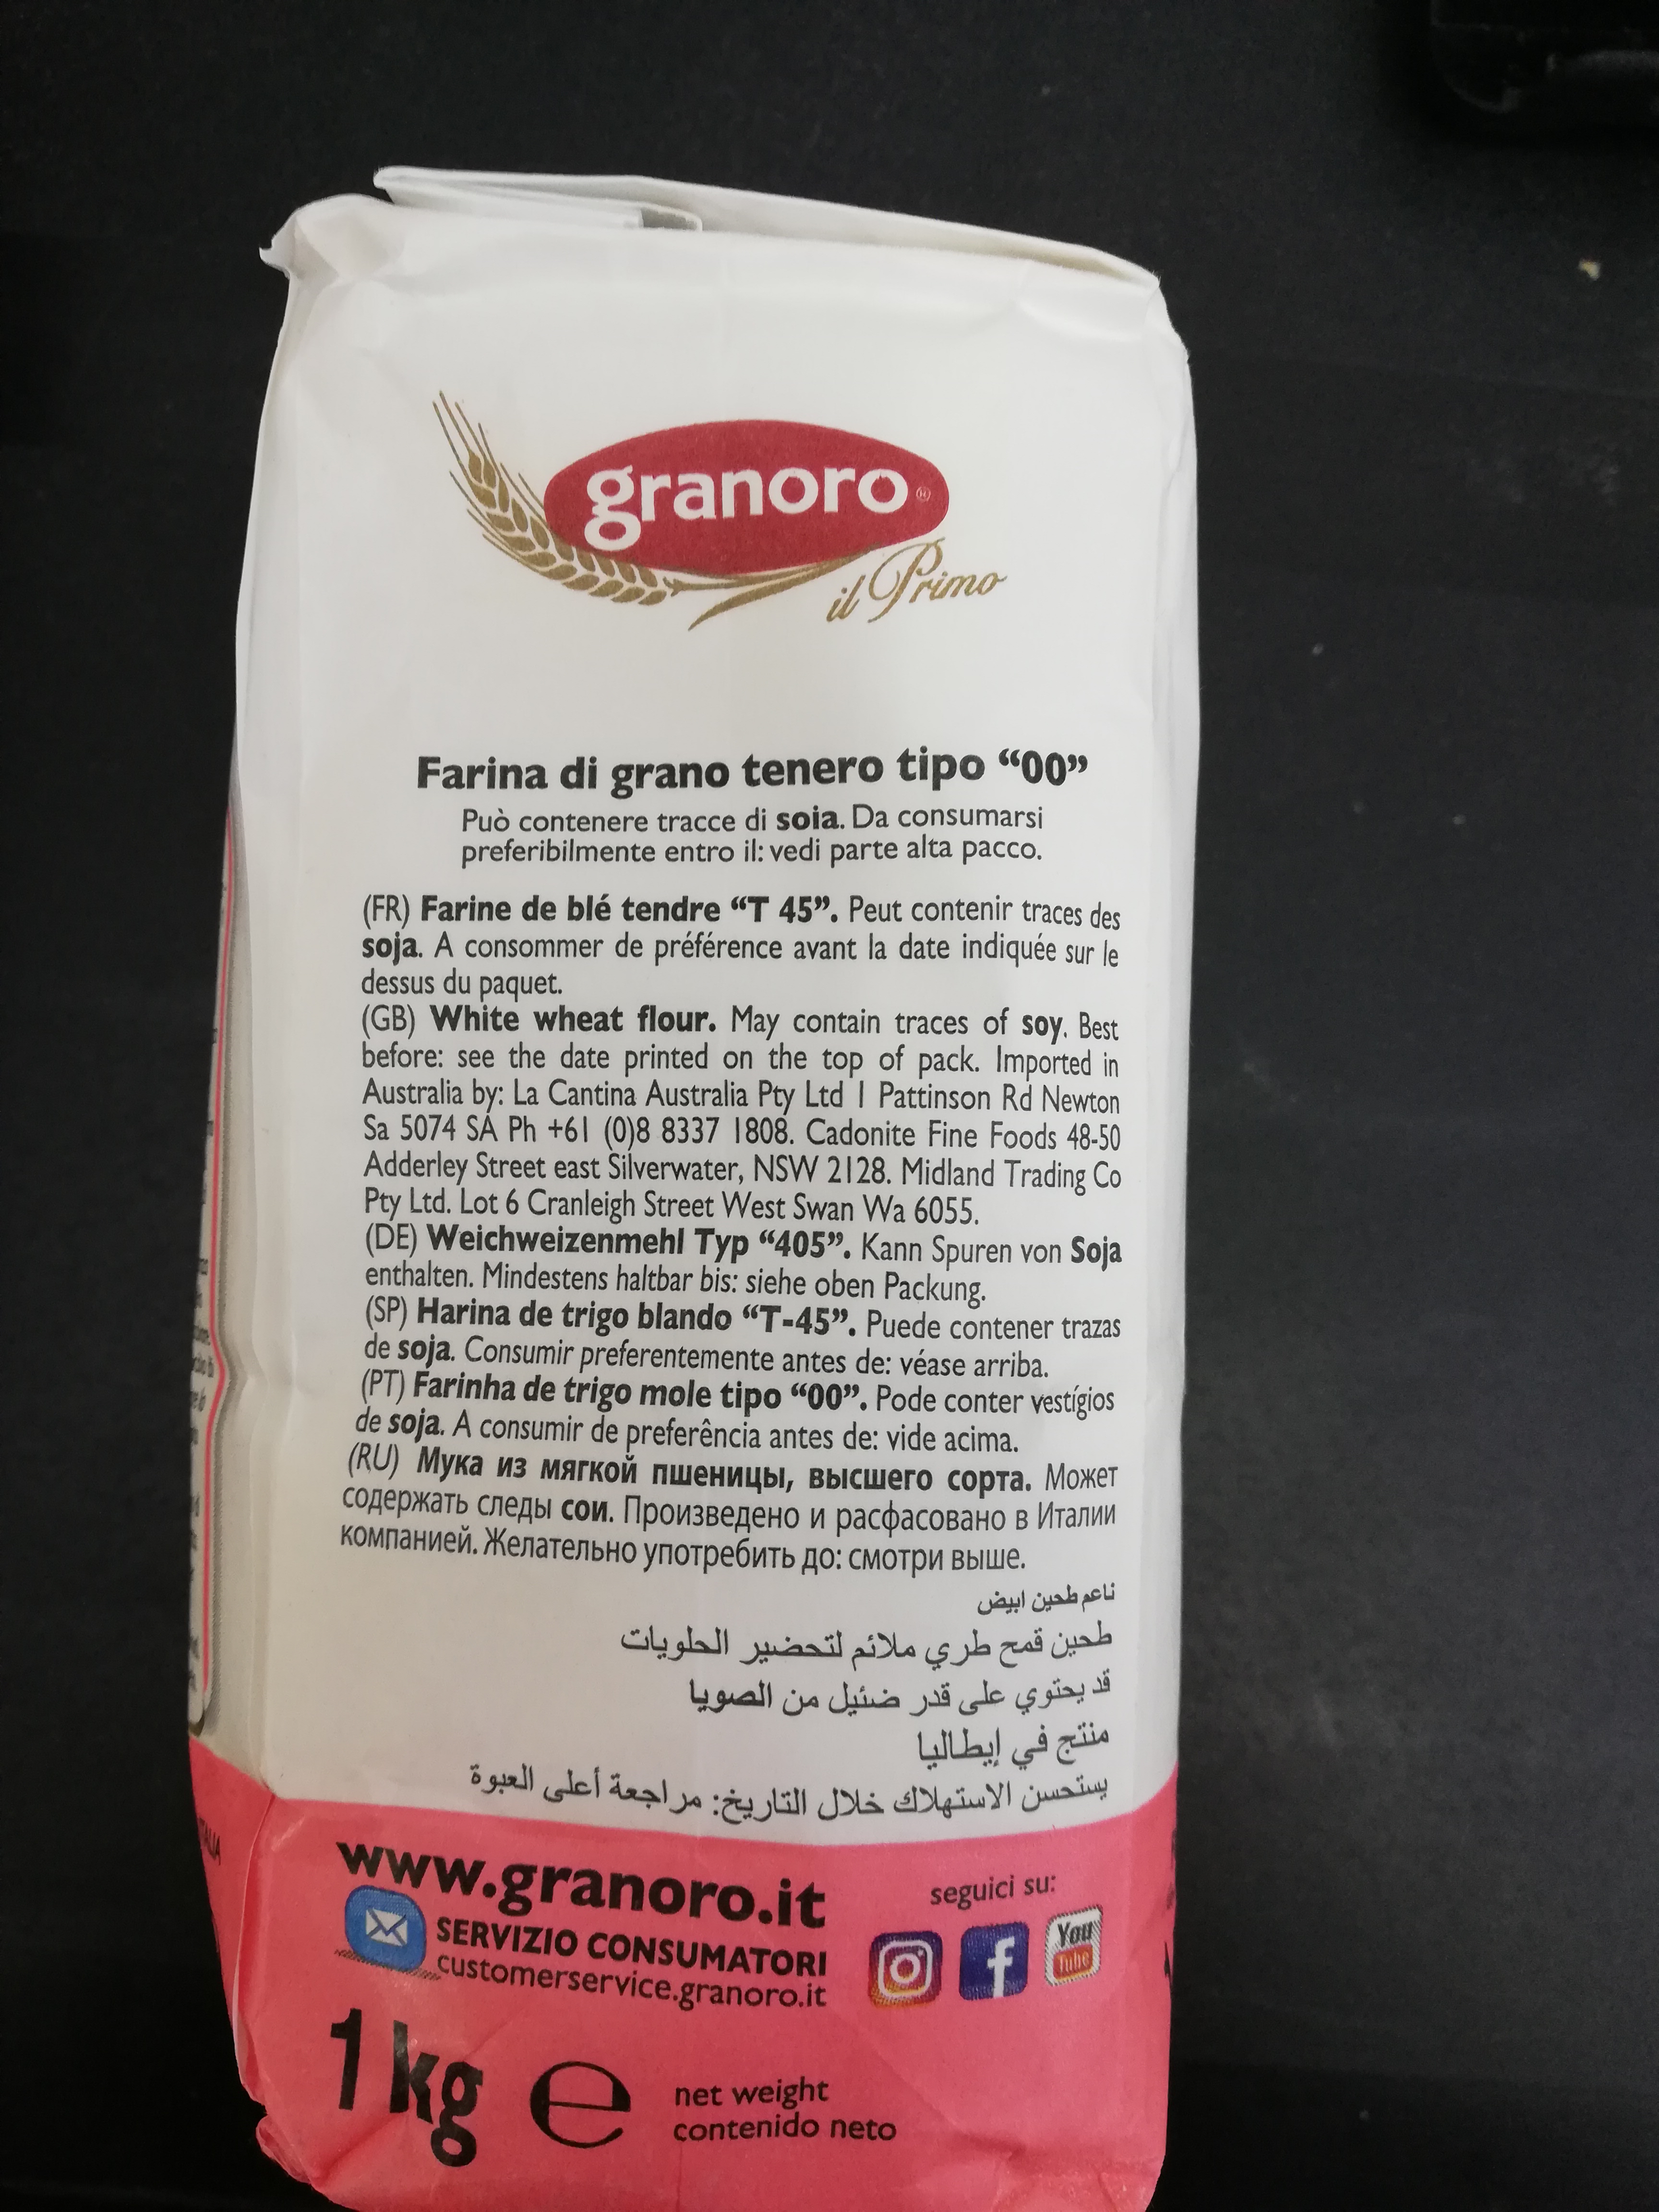 granoro®
il Primo
Farina di grano tenero tipo “00”
Può contenere tracce di soia. Da consumarsi
preferibilmente entro il: vedi parte alta pacco.
(FR) Farine de blé tendre “T 45”. Peut contenir traces des
soja. A consommer de préférence avant la date indiquée sur le
dessus du paquet.
(GB) White wheat flour. May contain traces of soy. Best
before: see the date printed on the top of pack. Imported in
Australia by: La Cantina Australia Pty Ltd 1 Pattinson Rd Newton
Sa 5074 SA Ph +61 (0)8 8337 1808. Cadonite Fine Foods 48-50
Adderley Street east Silverwater, NSW 2128. Midland Trading Co
Pty Ltd. Lot 6 Cranleigh Street West Swan Wa 6055.
(DE) Weichweizenmehl Typ “405”. Kann Spuren von Soja
enthalten. Mindestens haltbar bis: siehe oben Packung.
(SP) Harina de trigo blando “T-45”. Puede contener trazas
de soja. Consumir preferentemente antes de: véase arriba.
(PT) Farinha de trigo mole tipo “00”. Pode conter vestígios
de soja. A consumir de preferência antes de: vide acima.
(RU) Мука из мягкой пшеницы, высшего сорта. Может
содержать следы сои. Произведено и расфасовано в Италии
компанией. Желательно употребить до: смотри выше.
ناعم طحين ابيض
طحين قمح طري ملائم لتحضير الحلويات
قد يحتوي على قدر ضئيل من الصويا
منتج في إيطاليا
يستحسن الاستهلاك خلال التاريخ: مراجعة أعلى العبوة
www.granoro.it
seguici su:
SERVIZIO CONSUMATORI
customerservice.granoro.it
You
Tube
1 kg e
net weight
contenido neto